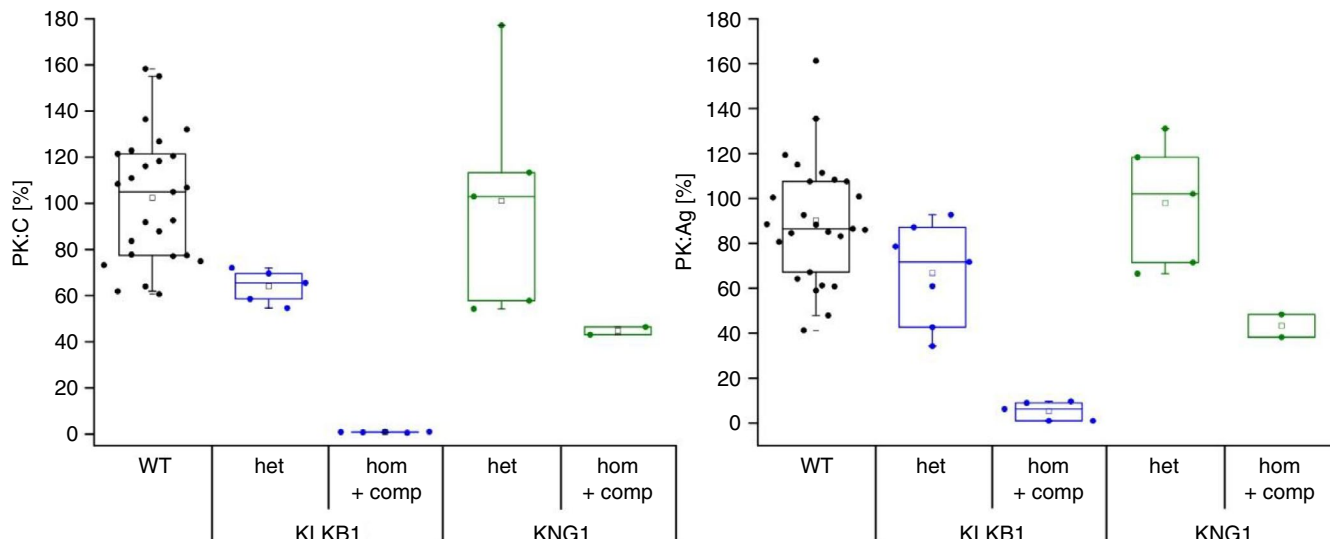 180
160
140
120
100
80
60
40
20
0
PK:C [%]
WT
het
hom
+ comp
het
hom
+ comp
KLKB1
KNG1
180
160
140
120
100
80
60
40
20
0
PK:Ag [%]
WT
het
hom
+ comp
het
hom
+ comp
KLKB1
KNG1